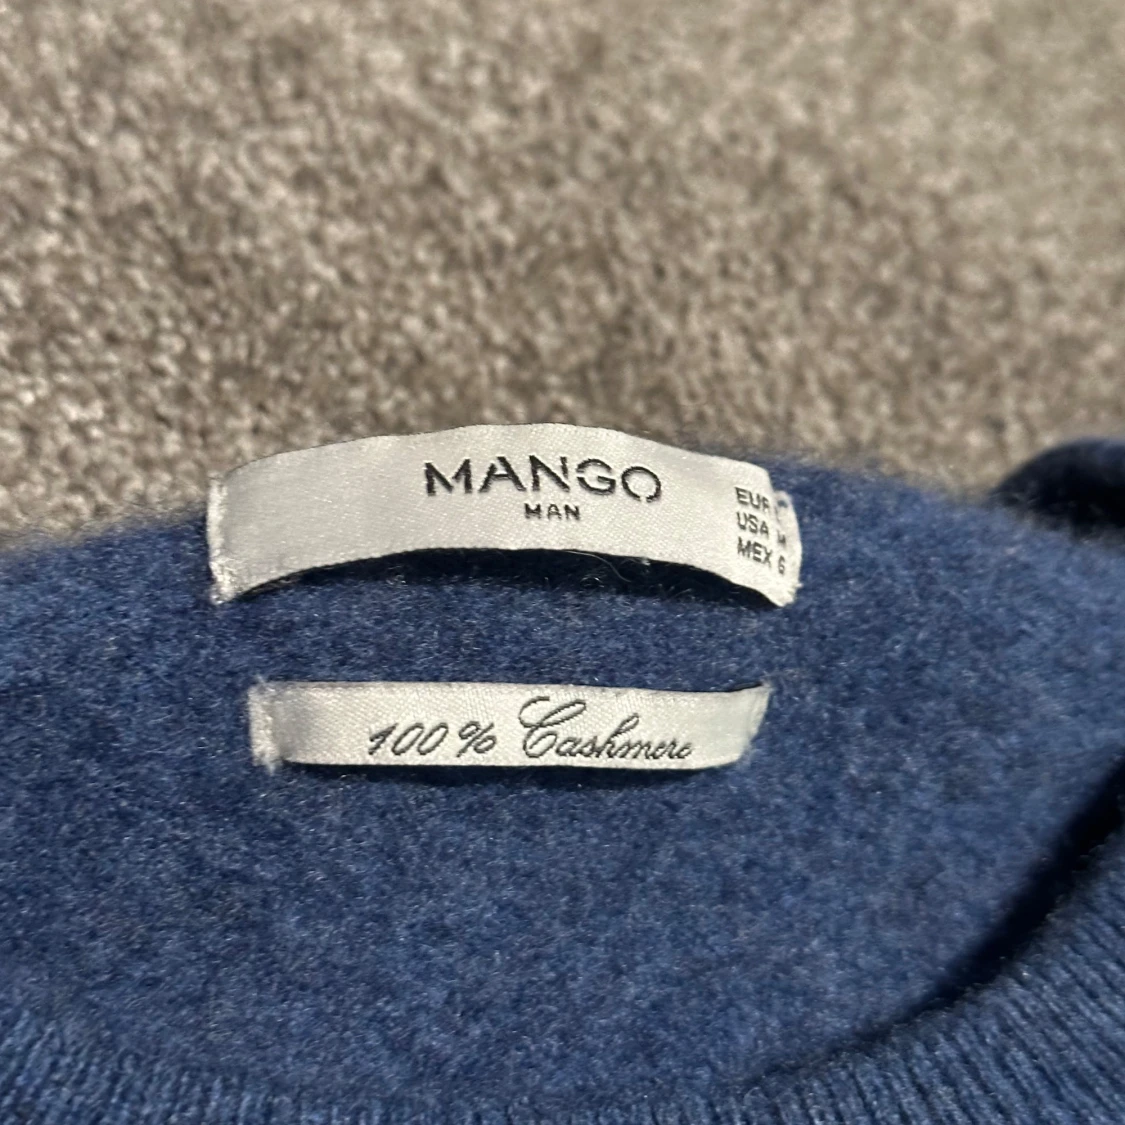 MANGO
MAN
EUR
USA M
MEX G
100% Cashmere